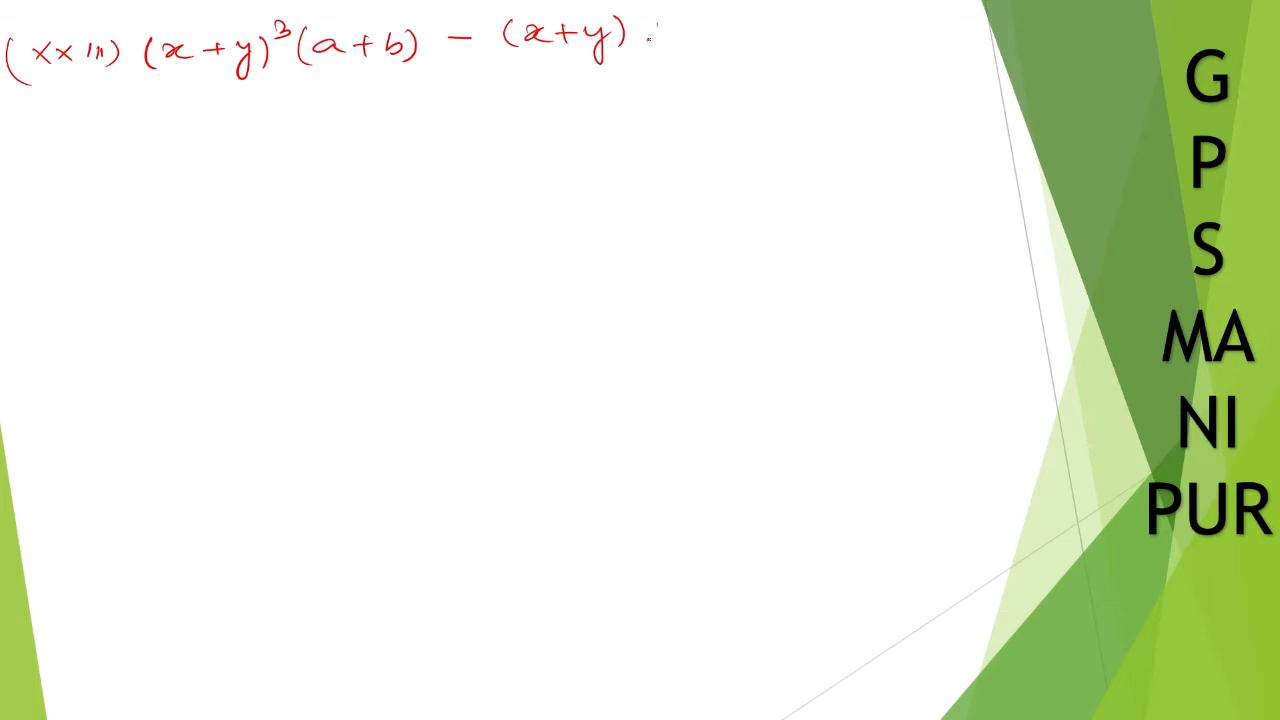 (xxiii) (x+y)³(a+b) − (x+y)
G
P
S
MA
NI
PUR